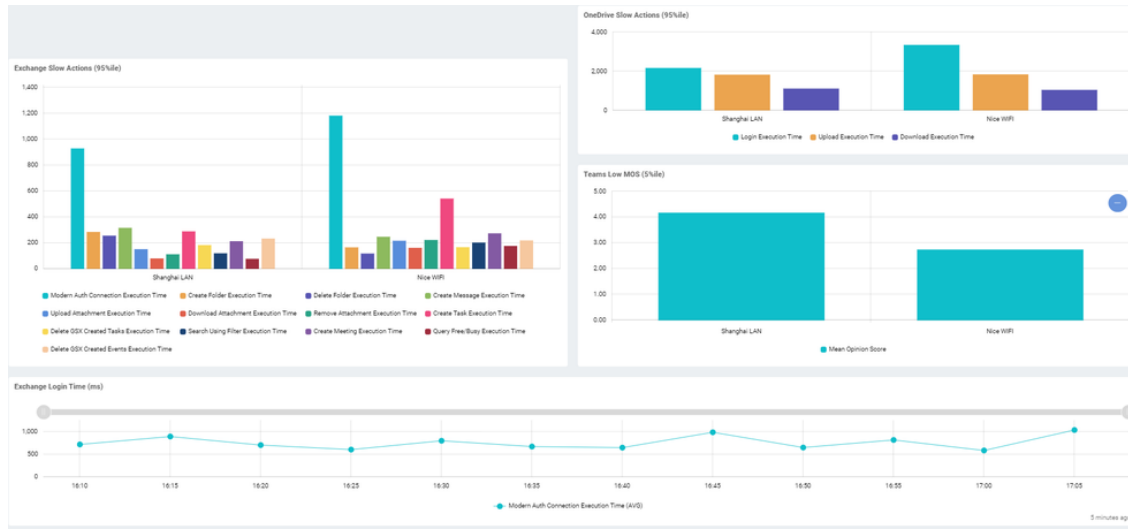 OneDrive Slow Actions (95%ile)
4,000
2,000
0
Shanghai LAN
Nice WIFI
Login Execution Time Upload Execution Time Download Execution Time
Exchange Slow Actions (95%ile)
1,400
1,200
1,000
800
600
400
200
0
Shanghai LAN
Nice WIFI
Modern Auth Connection Execution Time Create Folder Execution Time Delete Folder Execution Time Create Message Execution Time
Upload Attachment Execution Time Download Attachment Execution Time Remove Attachment Execution Time Create Task Execution Time
Delete GSX Created Tasks Execution Time Search Using Filter Execution Time Create Meeting Execution Time Query Free/Busy Execution Time
Delete GSX Created Events Execution Time
Teams Low MOS (5%ile)
5.00
4.00
3.00
2.00
1.00
0.00
Shanghai LAN
Nice WIFI
Mean Opinion Score
Exchange Login Time (ms)
1,000
500
0
16:10 16:15 16:20 16:25 16:30 16:35 16:40 16:45 16:50 16:55 17:00 17:05
Modern Auth Connection Execution Time (AVG)
5 minutes ag